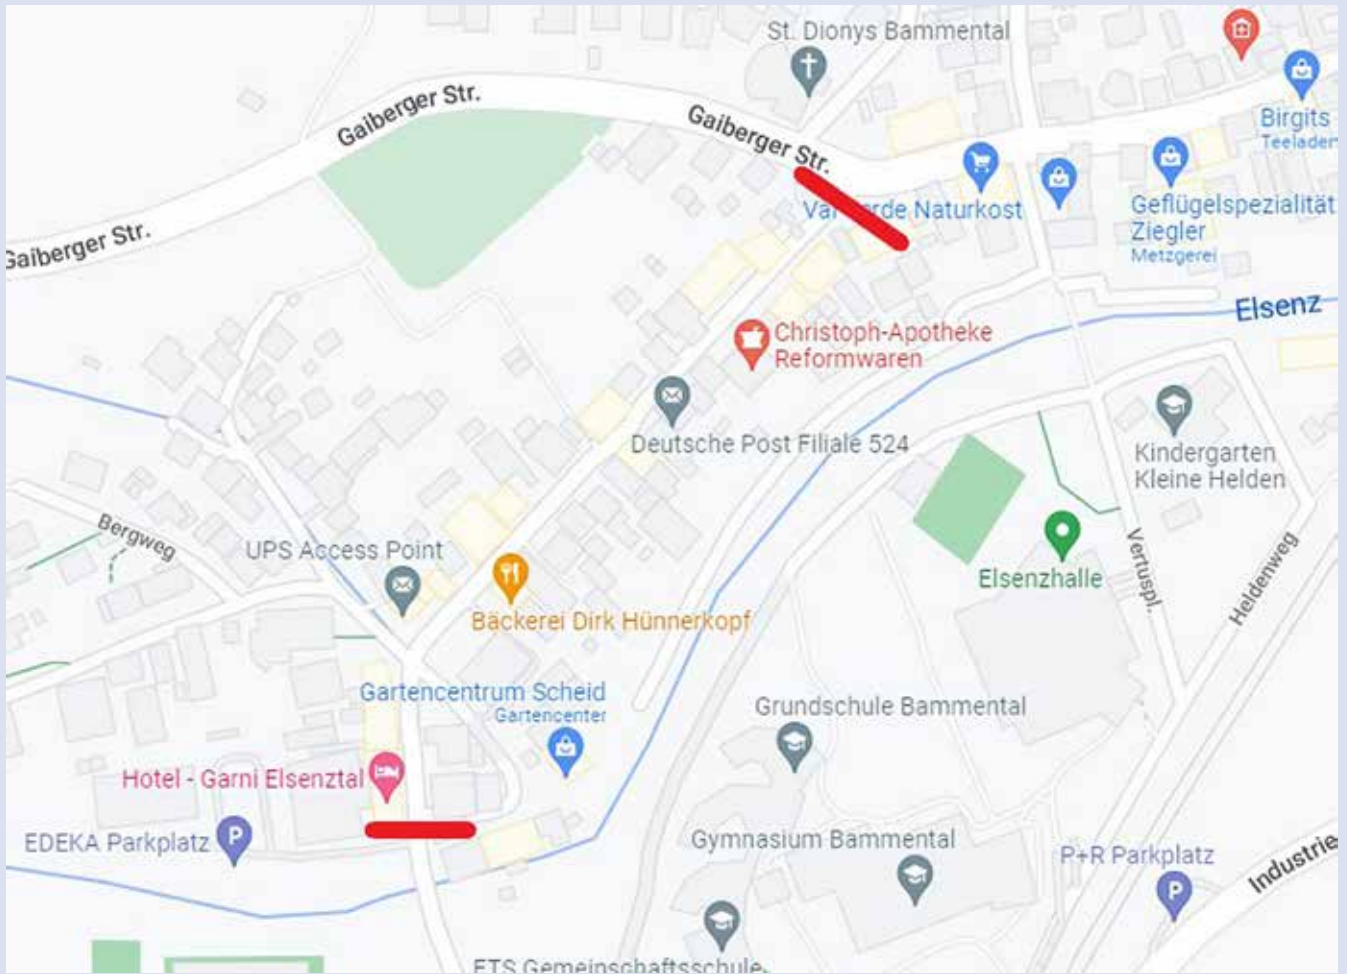 St. Dionys Bammental
Gaiberger Str.
Gaiberger Str.
Birgits
Teeladen
Naturkost
Geflügelspezialität
Ziegler
Metzgerei
Gaiberger Str.
Elsenz
Christoph-Apotheke
Reformwaren
Deutsche Post Filiale 524
Kindergarten
Kleine Helden
Bergweg
UPS Access Point
Vertuspl.
Heldenweg
Elsenzhalle
Bäckerei Dirk Hünnerkopf
Gartencentrum Scheid
Gartencenter
Grundschule Bammental
Hotel - Garni Elsenztal
EDEKA Parkplatz
P
Gymnasium Bammental
P+R Parkplatz
P
Industrie
ETS Gemeinschaftsschule